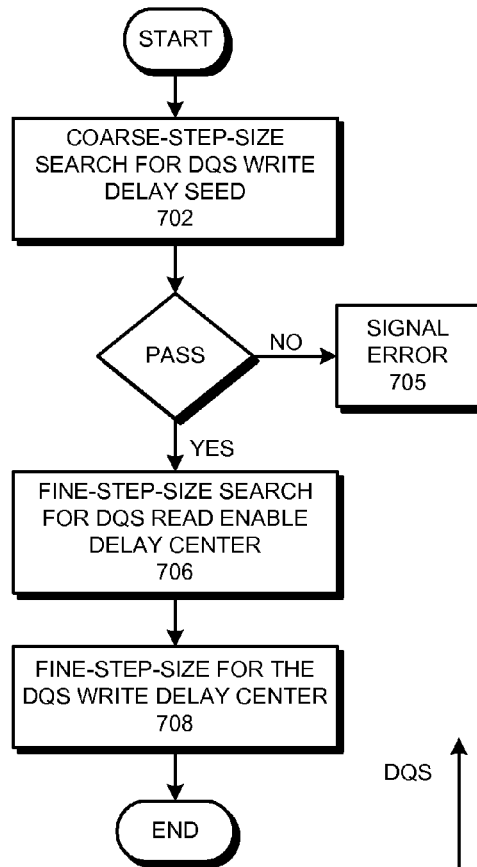 START
COARSE-STEP-SIZE
SEARCH FOR DQS WRITE
DELAY SEED
702
PASS
NO
SIGNAL
ERROR
705
YES
FINE-STEP-SIZE SEARCH
FOR DQS READ ENABLE
DELAY CENTER
706
FINE-STEP-SIZE FOR THE
DQS WRITE DELAY CENTER
708
DQS
END